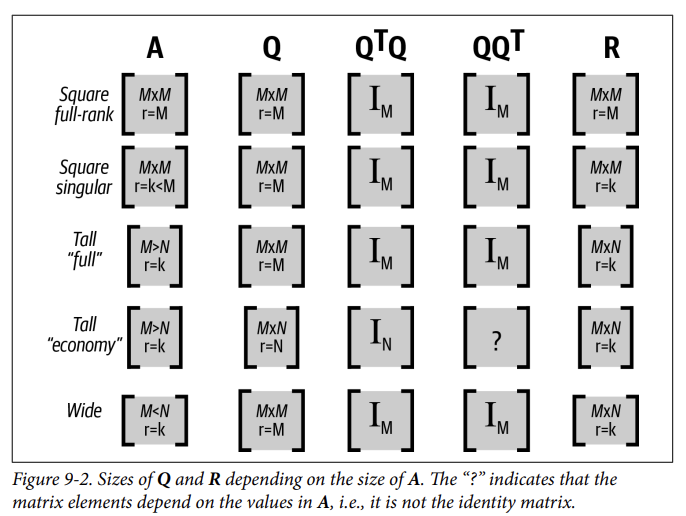 A Q QᵀQ QQᵀ R
Square full-rank
MxM r=M
MxM r=M
I_M
I_M
MxM r=M
Square singular
MxM r=k<M
MxM r=M
I_M
I_M
MxM r=k
Tall "full"
M>N r=k
MxM r=M
I_M
I_M
MxN r=k
Tall "economy"
M>N r=k
MxN r=N
I_N
?
MxN r=k
Wide
M<N r=k
MxM r=M
I_M
I_M
MxN r=k
Figure 9-2. Sizes of Q and R depending on the size of A. The “?” indicates that the
matrix elements depend on the values in A, i.e., it is not the identity matrix.